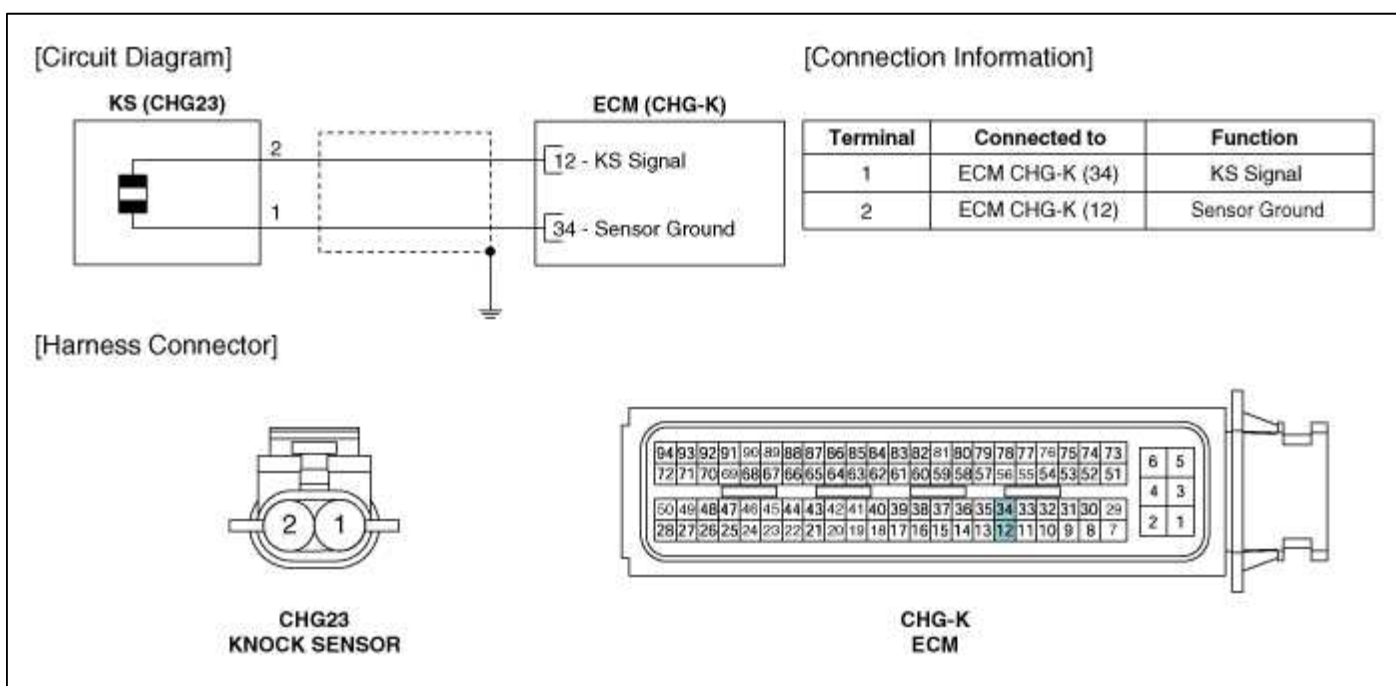 [Circuit Diagram]
KS (CHG23)
ECM (CHG-K)
2
12 - KS Signal
1
34 - Sensor Ground
[Connection Information]
Terminal Connected to Function
1 ECM CHG-K (34) KS Signal
2 ECM CHG-K (12) Sensor Ground
[Harness Connector]
2 1
CHG23
KNOCK SENSOR
94 93 92 91 90 89 88 87 86 85 84 83 82 81 80 79 78 77 76 75 74 73
72 71 70 69 68 67 66 65 64 63 62 61 60 59 58 57 56 55 54 53 52 51
50 49 48 47 46 45 44 43 42 41 40 39 38 37 36 35 34 33 32 31 30 29
28 27 26 25 24 23 22 21 20 19 18 17 16 15 14 13 12 11 10 9 8 7
6 5
4 3
2 1
CHG-K
ECM